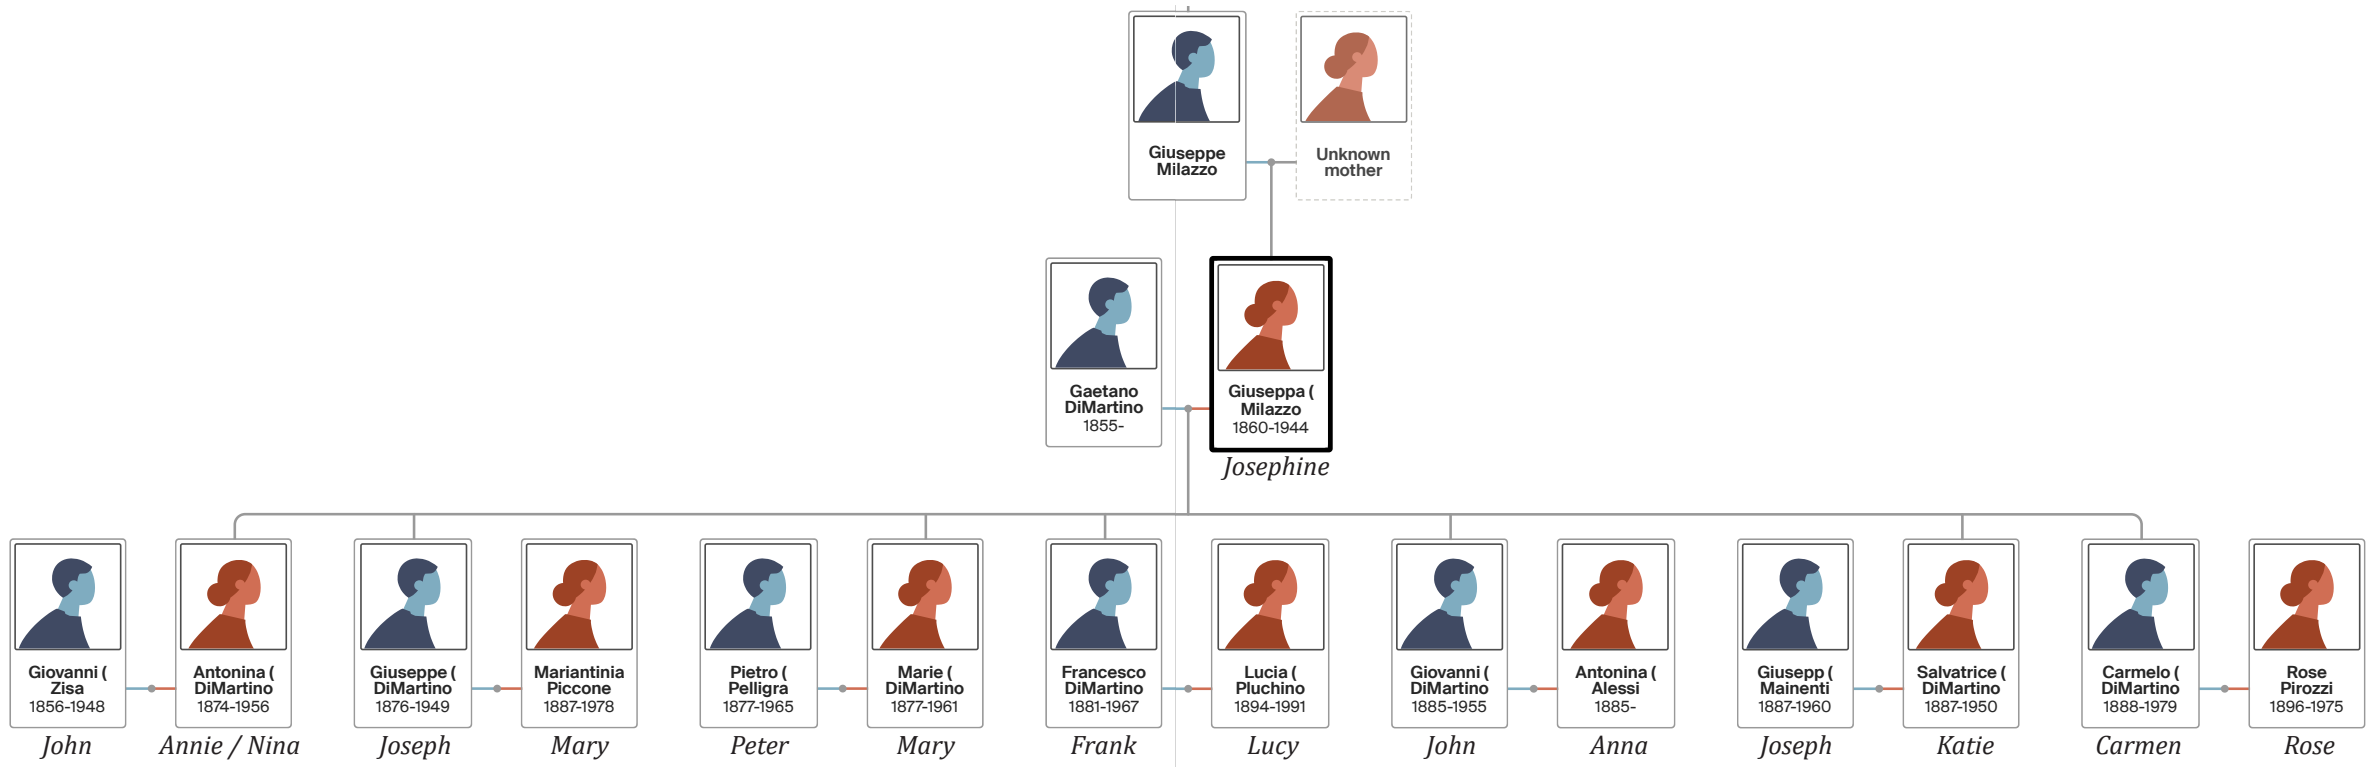 Giuseppe
Milazzo
Unknown
mother
Gaetano
DiMartino
1855-
Giuseppa (
Milazzo
1860-1944
Josephine
Giovanni (
Zisa
1856-1948
John
Antonina (
DiMartino
1874-1956
Annie / Nina
Giuseppe (
DiMartino
1876-1949
Joseph
Mariantinia
Piccone
1887-1978
Mary
Pietro (
Pelligra
1877-1965
Peter
Marie (
DiMartino
1877-1961
Mary
Francesco
DiMartino
1881-1967
Frank
Lucia (
Pluchino
1894-1991
Lucy
Giovanni (
DiMartino
1885-1955
John
Antonina (
Alessi
1885-
Anna
Giusepp (
Mainenti
1887-1960
Joseph
Salvatrice (
DiMartino
1887-1950
Katie
Carmelo (
DiMartino
1888-1979
Carmen
Rose
Pirozzi
1896-1975
Rose